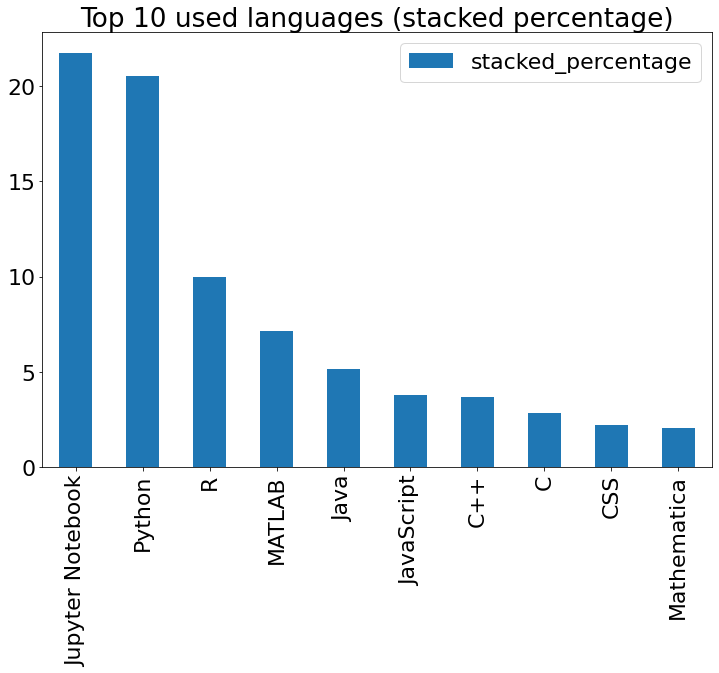 Top 10 used languages (stacked percentage)
stacked_percentage
20
15
10
5
0
Jupyter Notebook
Python
R
MATLAB
Java
JavaScript
C++
C
CSS
Mathematica